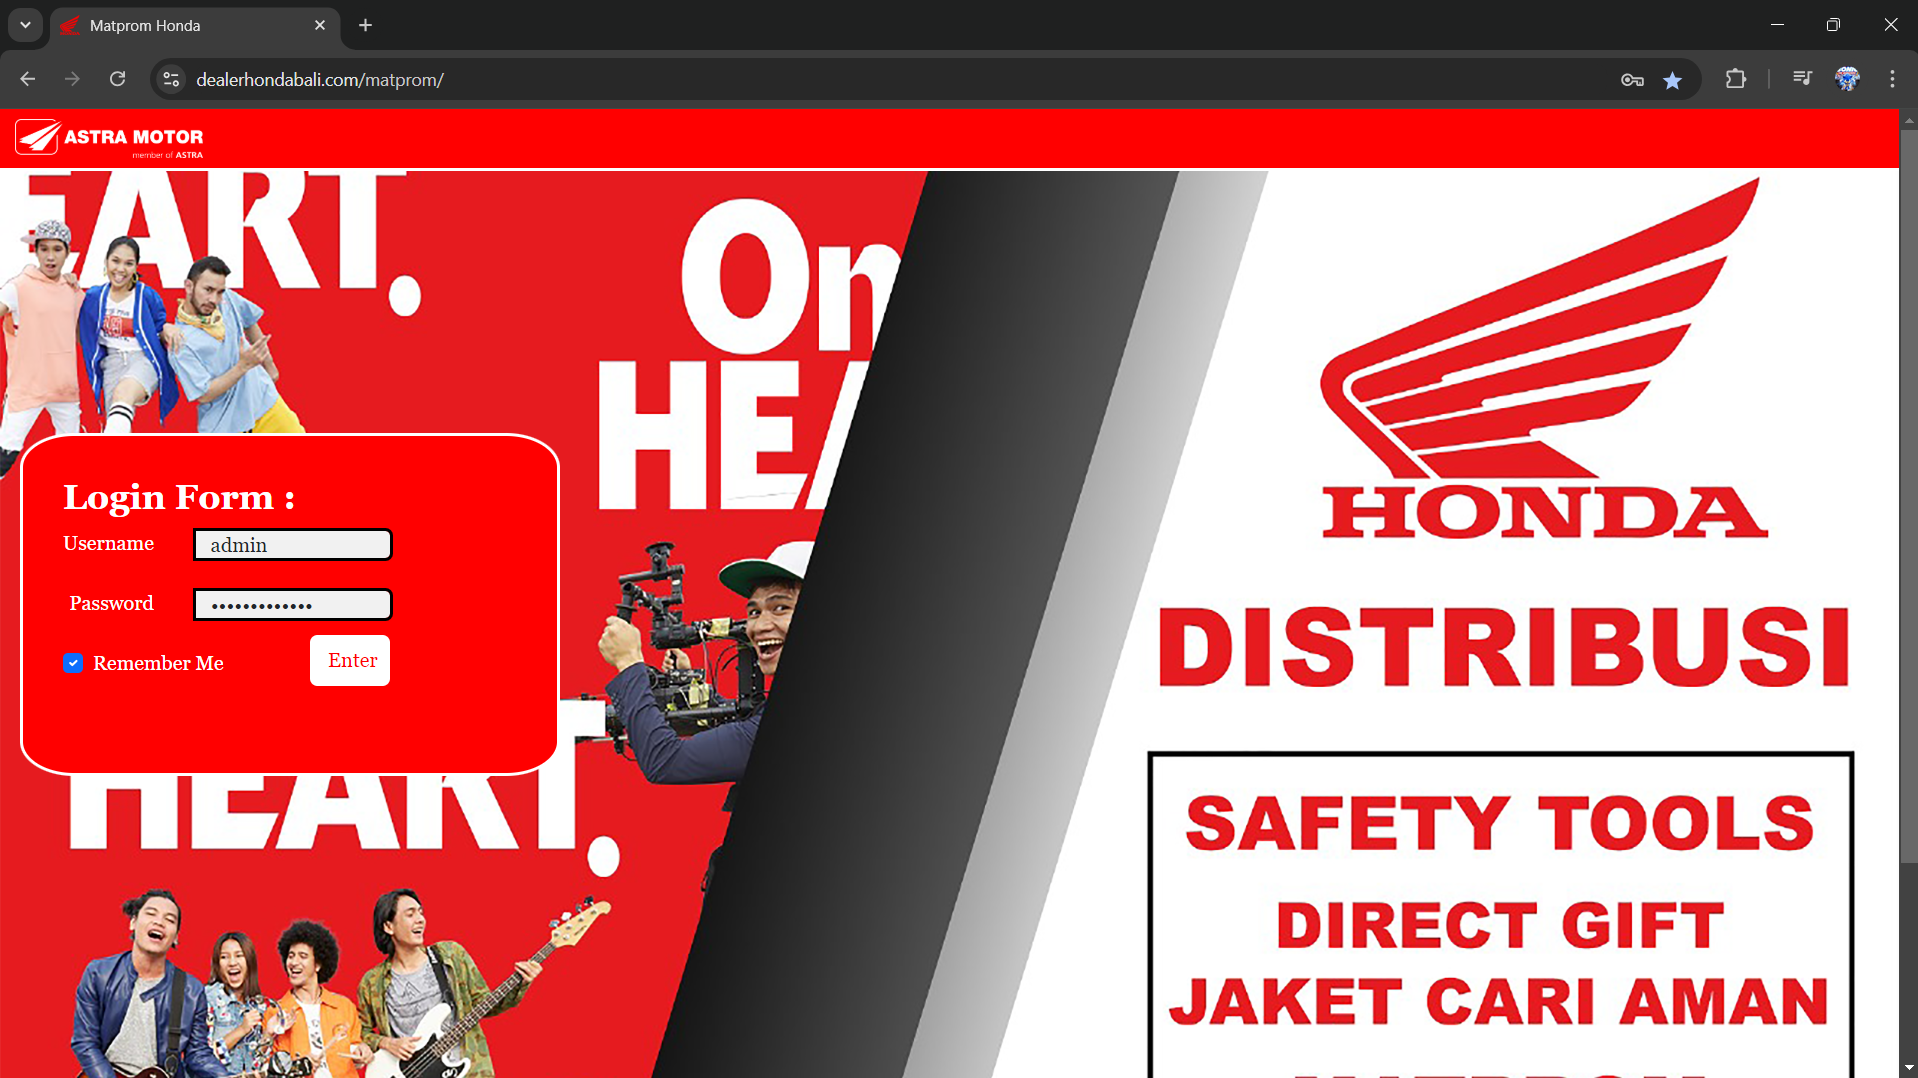 Matprom Honda
dealerhondabali.com/matprom/
ASTRA MOTOR
member of ASTRA
EART.
On
HEA
Login Form :
Username
admin
Password
•••••••••••••
Remember Me
Enter
HEART.
HONDA
DISTRIBUSI
SAFETY TOOLS
DIRECT GIFT
JAKET CARI AMAN